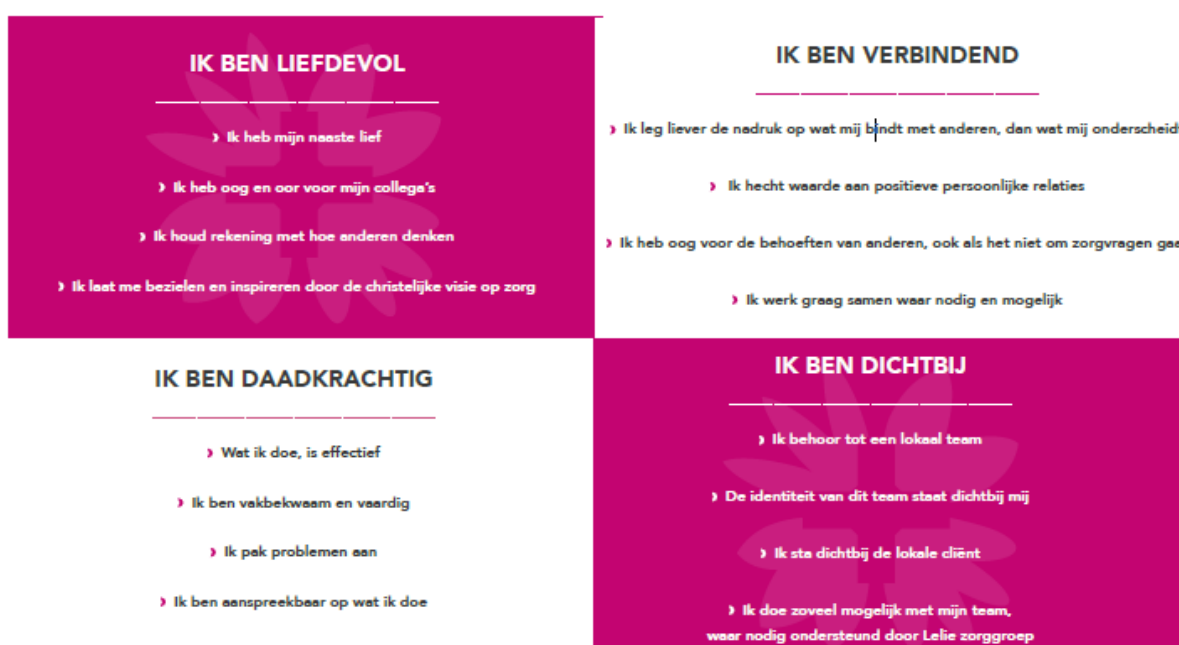 IK BEN LIEFDEVOL
› Ik heb mijn naaste lief
› Ik heb oog en oor voor mijn collega's
› Ik houd rekening met hoe anderen denken
› Ik laat me bezielen en inspireren door de christelijke visie op zorg
IK BEN VERBINDEND
› Ik leg liever de nadruk op wat mij bindt met anderen, dan wat mij onderscheidt
› Ik hecht waarde aan positieve persoonlijke relaties
› Ik heb oog voor de behoeften van anderen, ook als het niet om zorgvragen gaa
› Ik werk graag samen waar nodig en mogelijk
IK BEN DAADKRACHTIG
› Wat ik doe, is effectief
› Ik ben vakbekwaam en vaardig
› Ik pak problemen aan
› Ik ben aanspreekbaar op wat ik doe
IK BEN DICHTBIJ
› Ik behoor tot een lokaal team
› De identiteit van dit team staat dichtbij mij
› Ik sta dichtbij de lokale cliënt
› Ik doe zoveel mogelijk met mijn team,
waar nodig ondersteund door Lelie zorggroep